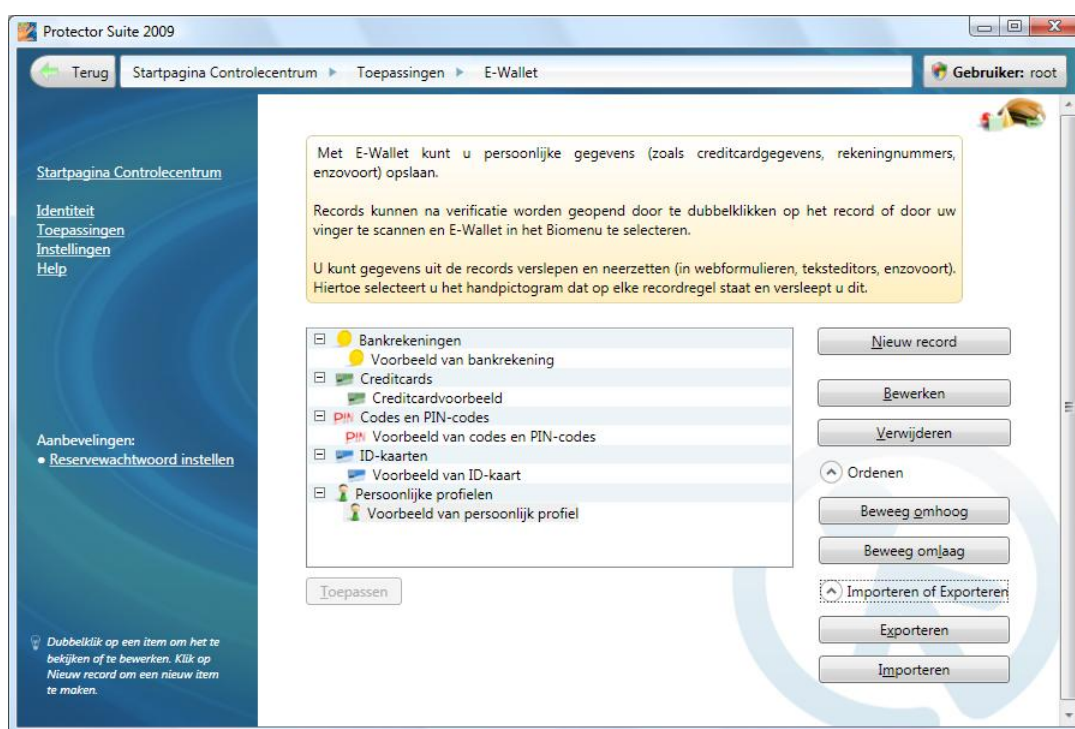 Protector Suite 2009
Terug
Startpagina Controlecentrum
Toepassingen
E-Wallet
Gebruiker: root
Startpagina Controlecentrum
Identiteit
Toepassingen
Instellingen
Help
Aanbevelingen:
• Reservewachtwoord instellen
Dubbelklik op een item om het te
bekijken of te bewerken. Klik op
Nieuw record om een nieuw item
te maken.
Met E-Wallet kunt u persoonlijke gegevens (zoals creditcardgegevens, rekeningnummers,
enzovoort) opslaan.
Records kunnen na verificatie worden geopend door te dubbelklikken op het record of door uw
vinger te scannen en E-Wallet in het Biomenu te selecteren.
U kunt gegevens uit de records verslepen en neerzetten (in webformulieren, teksteditors, enzovoort).
Hiertoe selecteert u het handpictogram dat op elke recordregel staat en versleept u dit.
Bankrekeningen
Voorbeeld van bankrekening
Creditcards
Creditcardvoorbeeld
PIN Codes en PIN-codes
PIN Voorbeeld van codes en PIN-codes
ID-kaarten
Voorbeeld van ID-kaart
Persoonlijke profielen
Voorbeeld van persoonlijk profiel
Toepassen
Nieuw record
Bewerken
Verwijderen
Ordenen
Beweeg omhoog
Beweeg omlaag
Importeren of Exporteren
Exporteren
Importeren